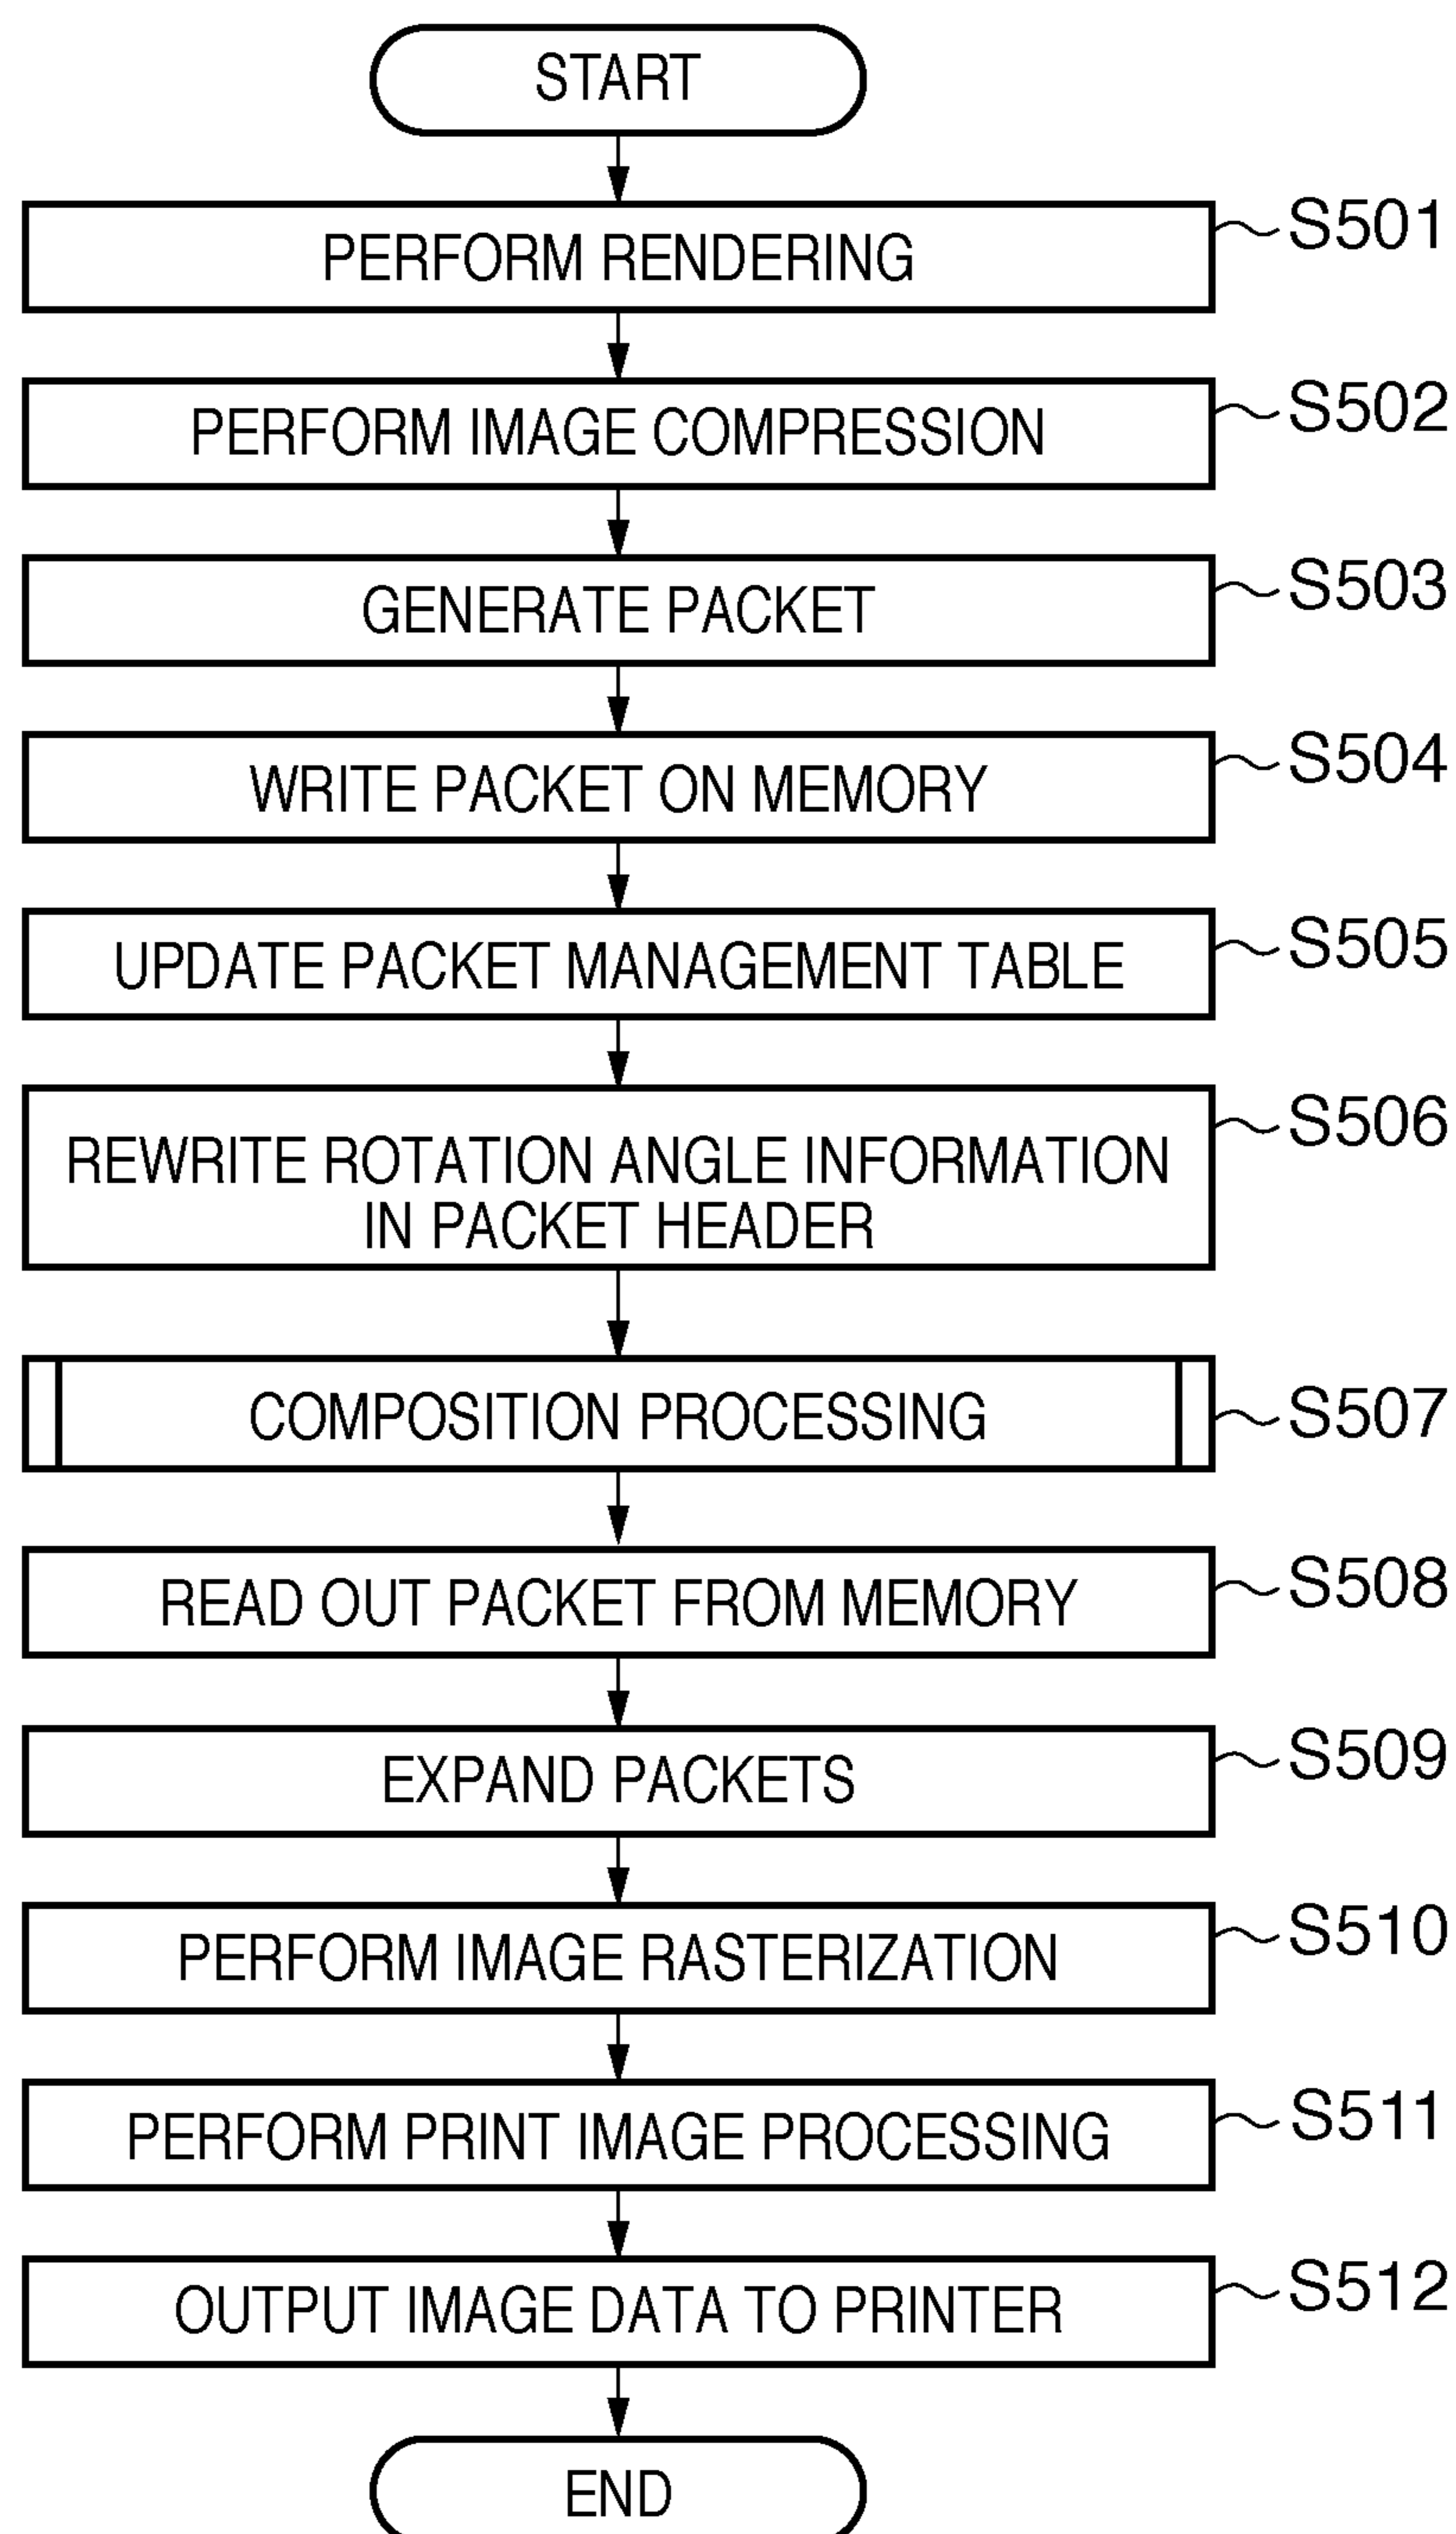 START
PERFORM RENDERING
S501
PERFORM IMAGE COMPRESSION
S502
GENERATE PACKET
S503
WRITE PACKET ON MEMORY
S504
UPDATE PACKET MANAGEMENT TABLE
S505
REWRITE ROTATION ANGLE INFORMATION
IN PACKET HEADER
S506
COMPOSITION PROCESSING
S507
READ OUT PACKET FROM MEMORY
S508
EXPAND PACKETS
S509
PERFORM IMAGE RASTERIZATION
S510
PERFORM PRINT IMAGE PROCESSING
S511
OUTPUT IMAGE DATA TO PRINTER
S512
END